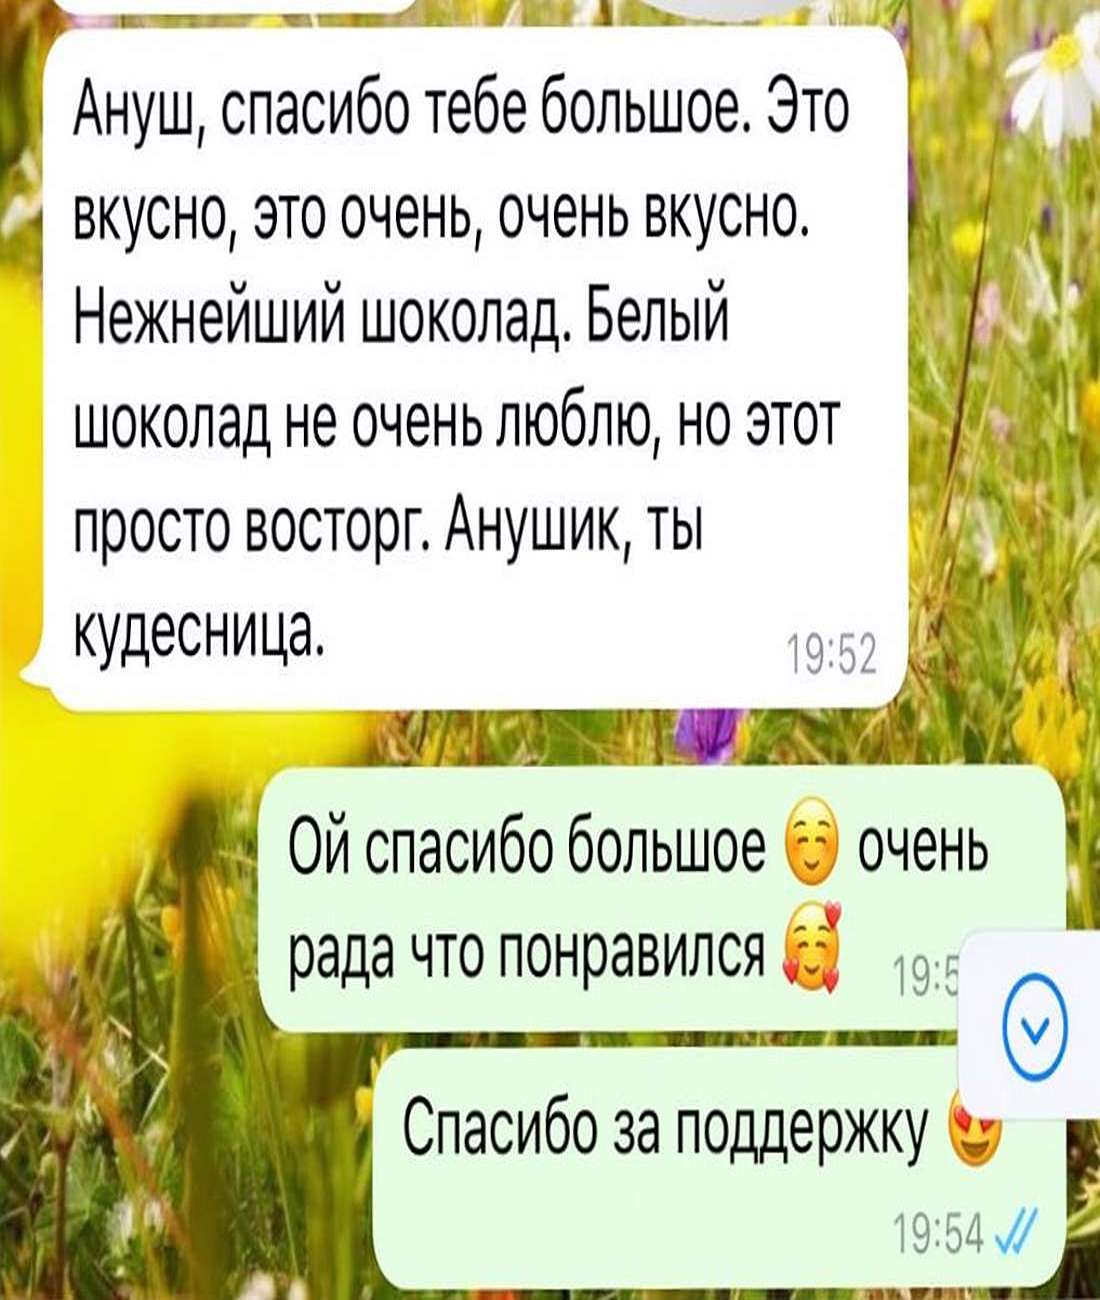 Ануш, спасибо тебе большое. Это
вкусно, это очень, очень вкусно.
Нежнейший шоколад. Белый
шоколад не очень люблю, но этот
просто восторг. Анушик, ты
кудесница.
19:52
Ой спасибо большое ☺️ очень
рада что понравился 🥰
19:5
Спасибо за поддержку 😍
19:54